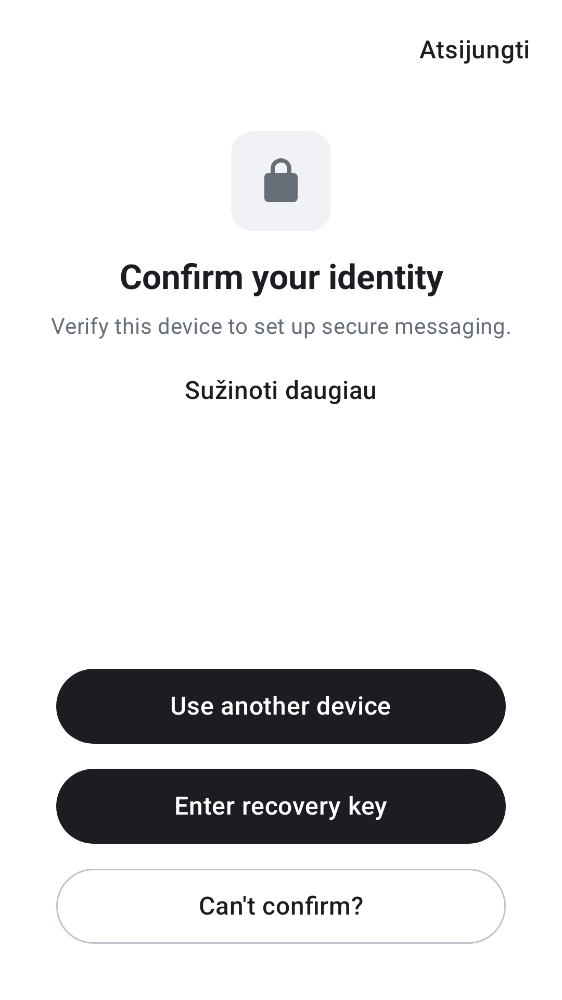 Atsijungti
Confirm your identity
Verify this device to set up secure messaging.
Sužinoti daugiau
Use another device
Enter recovery key
Can't confirm?